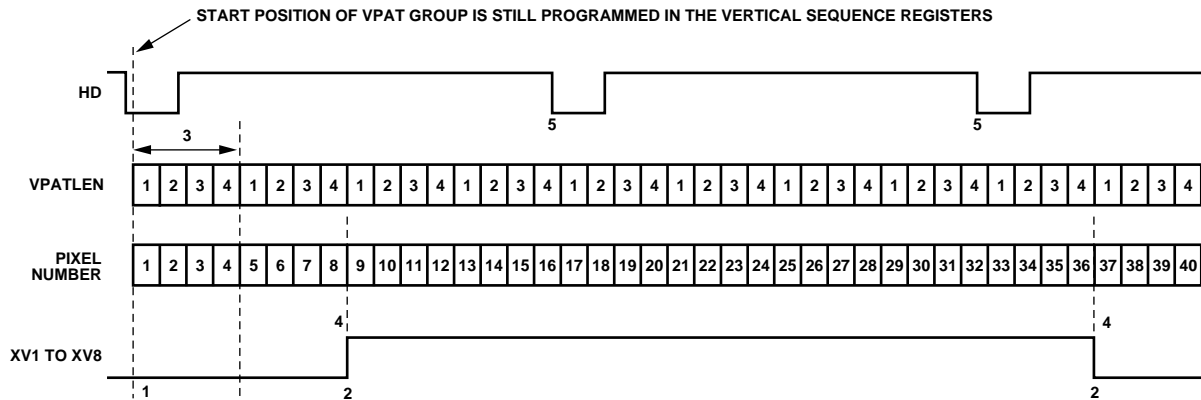 START POSITION OF VPAT GROUP IS STILL PROGRAMMED IN THE VERTICAL SEQUENCE REGISTERS
HD
5 5
3
VPATLEN 1 2 3 4 1 2 3 4 1 2 3 4 1 2 3 4 1 2 3 4 1 2 3 4 1 2 3 4 1 2 3 4 1 2 3 4 1 2 3 4
PIXEL
NUMBER 1 2 3 4 5 6 7 8 9 10 11 12 13 14 15 16 17 18 19 20 21 22 23 24 25 26 27 28 29 30 31 32 33 34 35 36 37 38 39 40
4 4
XV1 TO XV8
1 2 2